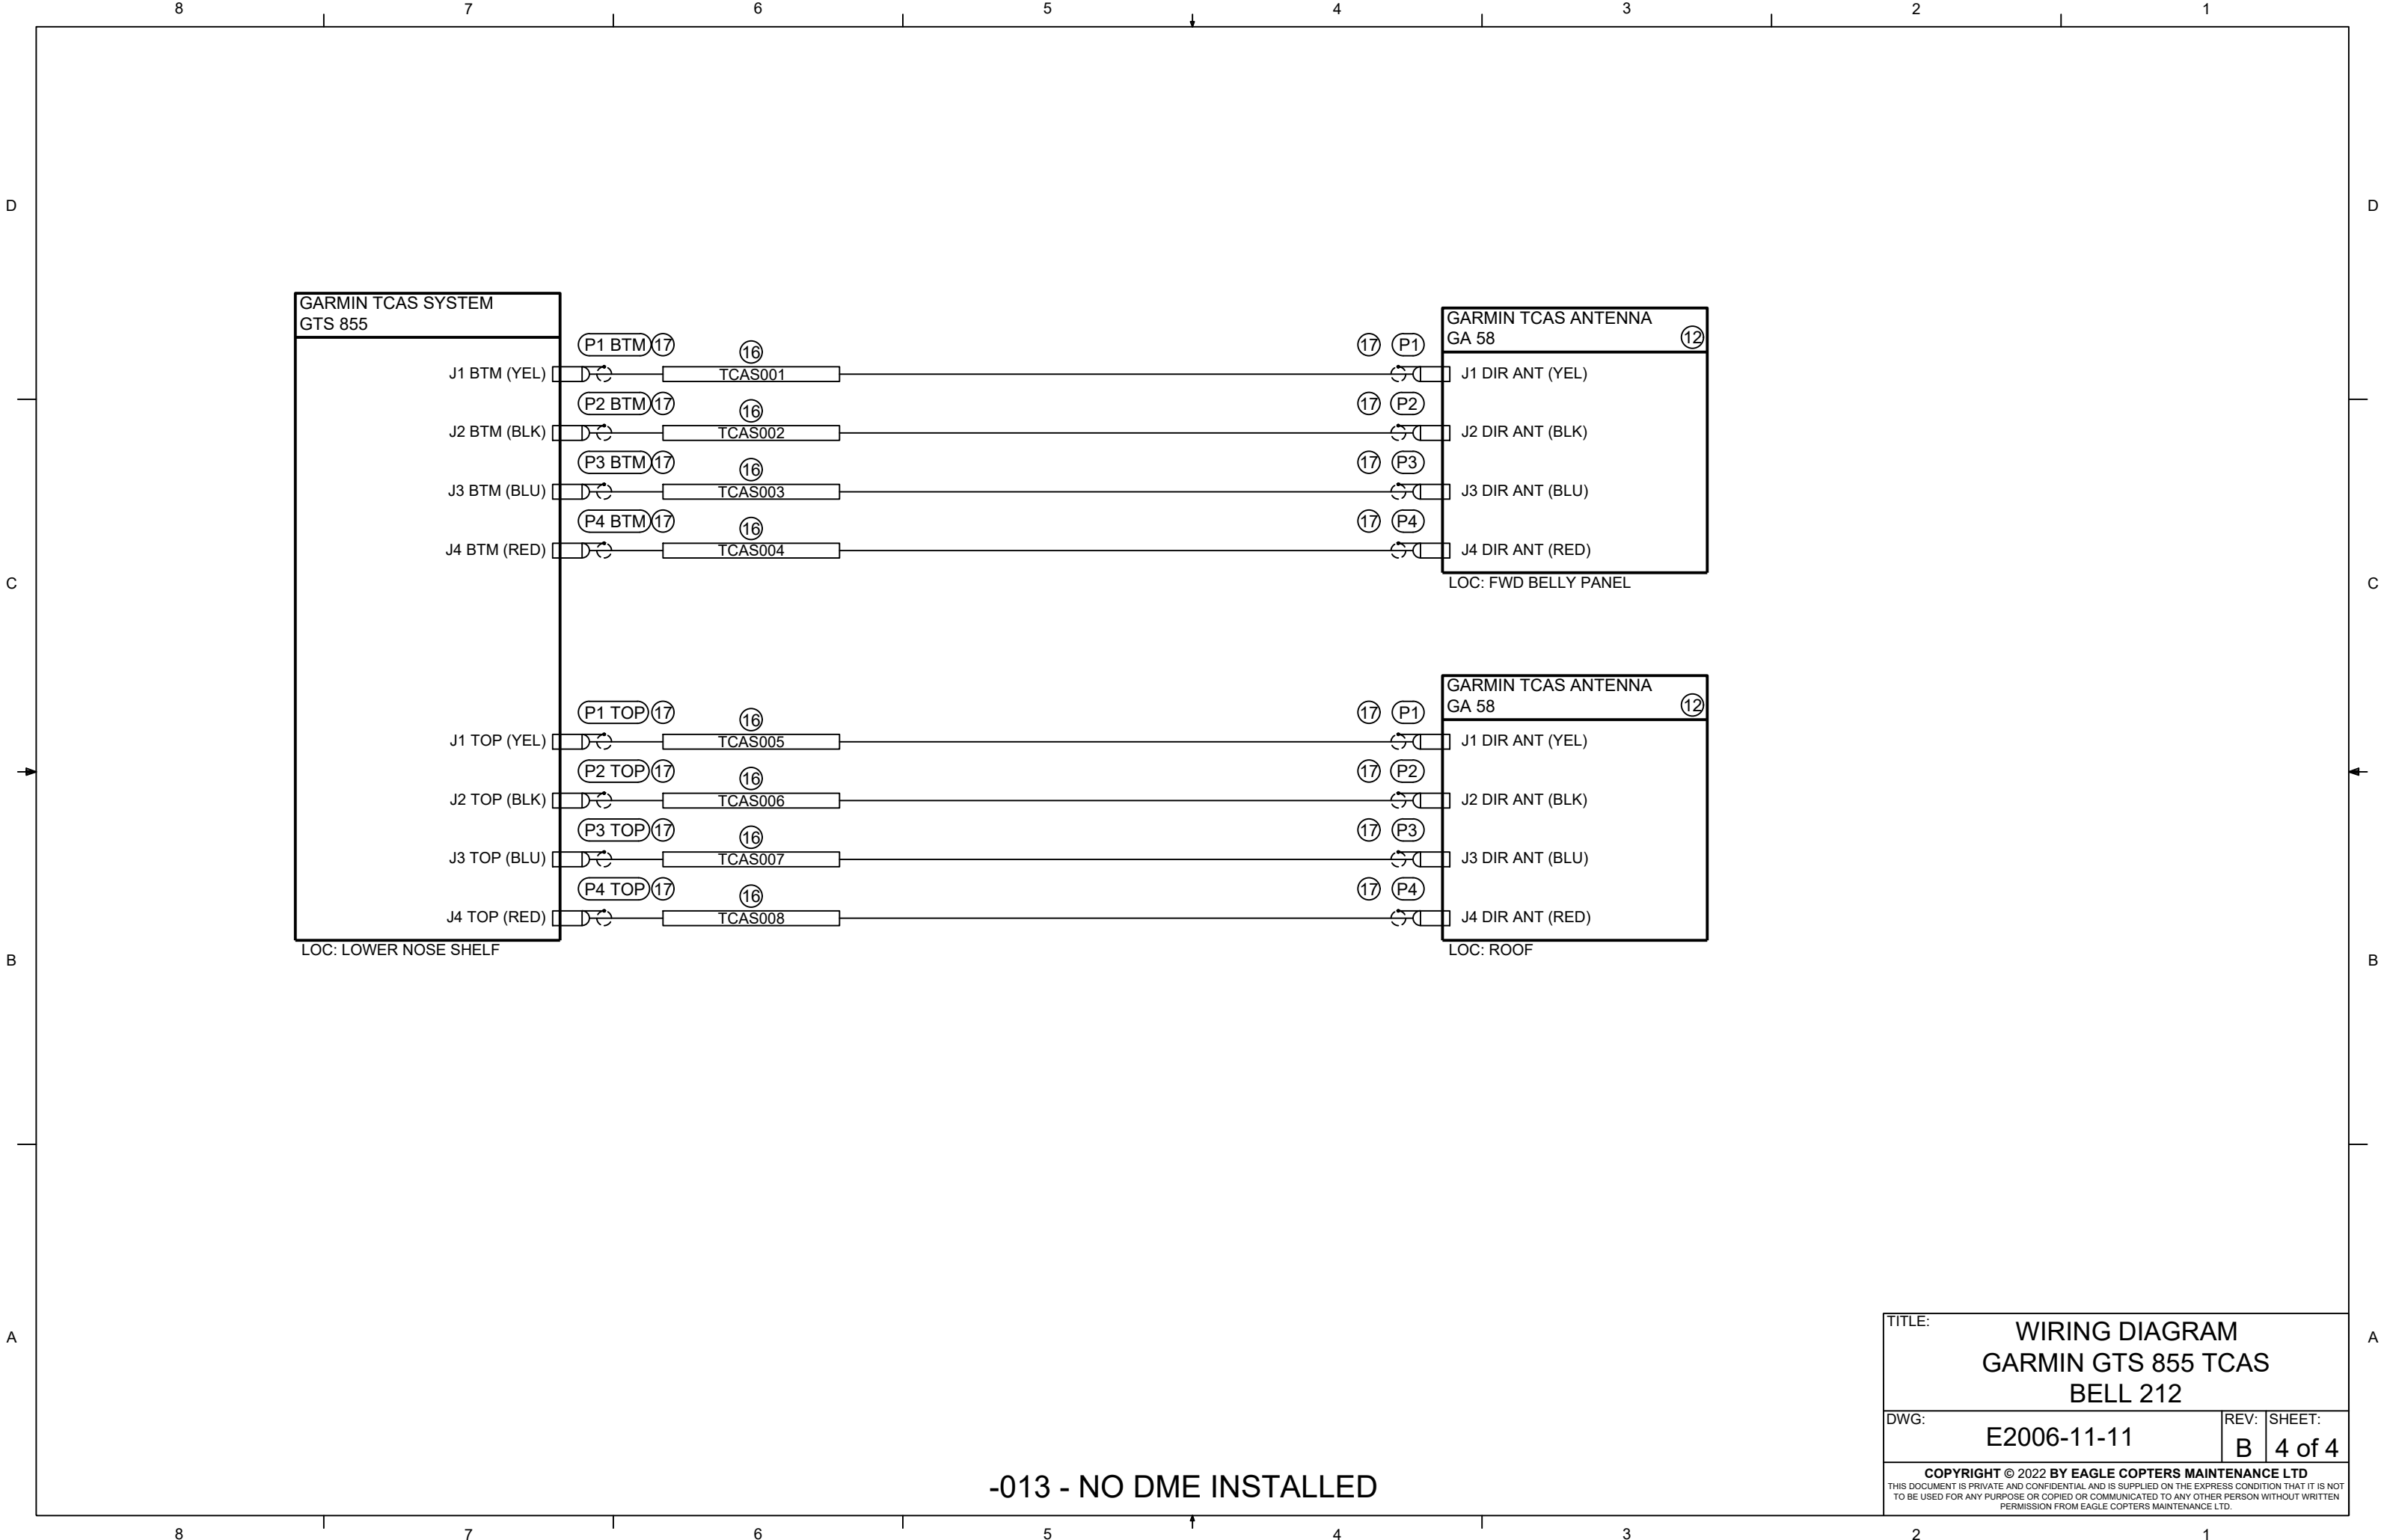 8 7 6 5 4 3 2 1
D D
GARMIN TCAS SYSTEM
GTS 855
P1 BTM 17
16
J1 BTM (YEL)
TCAS001
P2 BTM 17
16
J2 BTM (BLK)
TCAS002
P3 BTM 17
16
J3 BTM (BLU)
TCAS003
P4 BTM 17
16
J4 BTM (RED)
TCAS004
GARMIN TCAS ANTENNA
GA 58 12
17 P1
J1 DIR ANT (YEL)
17 P2
J2 DIR ANT (BLK)
17 P3
J3 DIR ANT (BLU)
17 P4
J4 DIR ANT (RED)
LOC: FWD BELLY PANEL
C C
P1 TOP 17
16
J1 TOP (YEL)
TCAS005
P2 TOP 17
16
J2 TOP (BLK)
TCAS006
P3 TOP 17
16
J3 TOP (BLU)
TCAS007
P4 TOP 17
16
J4 TOP (RED)
TCAS008
LOC: LOWER NOSE SHELF
GARMIN TCAS ANTENNA
GA 58 12
17 P1
J1 DIR ANT (YEL)
17 P2
J2 DIR ANT (BLK)
17 P3
J3 DIR ANT (BLU)
17 P4
J4 DIR ANT (RED)
LOC: ROOF
B B
A A
TITLE:
WIRING DIAGRAM
GARMIN GTS 855 TCAS
BELL 212
DWG:
E2006-11-11
REV:
B
SHEET:
4 of 4
COPYRIGHT © 2022 BY EAGLE COPTERS MAINTENANCE LTD
THIS DOCUMENT IS PRIVATE AND CONFIDENTIAL AND IS SUPPLIED ON THE EXPRESS CONDITION THAT IT IS NOT
TO BE USED FOR ANY PURPOSE OR COPIED OR COMMUNICATED TO ANY OTHER PERSON WITHOUT WRITTEN
PERMISSION FROM EAGLE COPTERS MAINTENANCE LTD.
-013 - NO DME INSTALLED
8 7 6 5 4 3 2 1